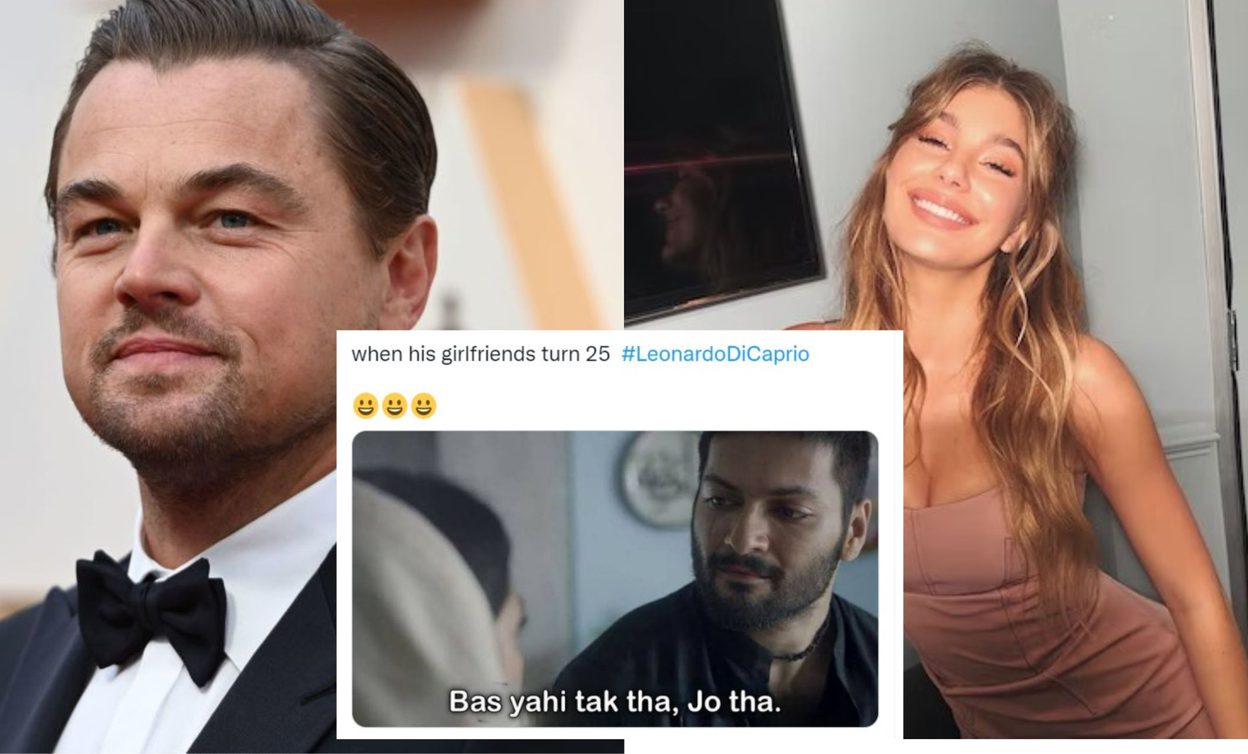 when his girlfriends turn 25 #LeonardoDiCaprio
😀😀😀
Bas yahi tak tha, Jo tha.